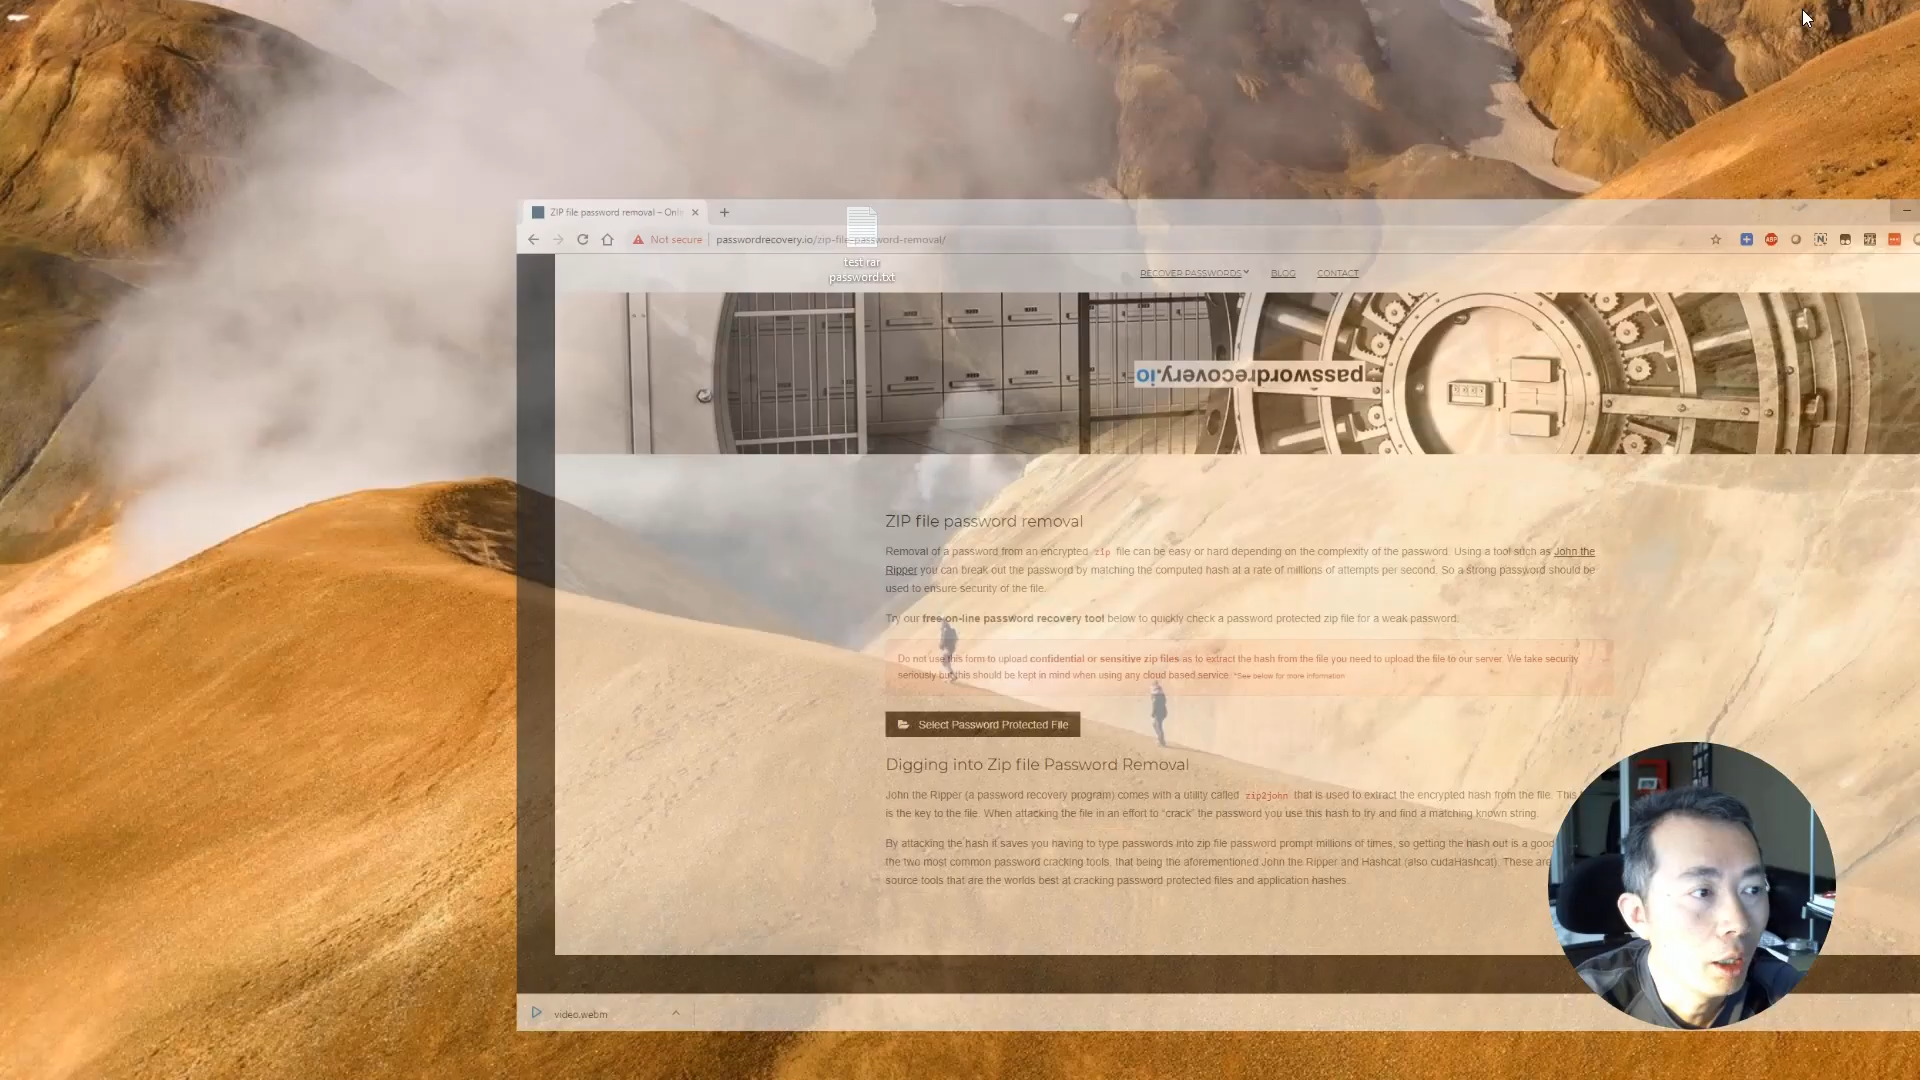 ZIP file password removal – Onli
Not secure
passwordrecovery.io/zip-file-password-removal/
test rar
password.txt
RECOVER PASSWORDS
BLOG
CONTACT
passwordrecovery.io
ZIP file password removal
Removal of a password from an encrypted zip file can be easy or hard depending on the complexity of the password. Using a tool such as John the
Ripper you can break out the password by matching the computed hash at a rate of millions of attempts per second. So a strong password should be
used to ensure security of the file.
Try our free on-line password recovery tool below to quickly check a password protected zip file for a weak password.
Do not use this form to upload confidential or sensitive zip files as to extract the hash from the file you need to upload the file to our server. We take security
seriously but this should be kept in mind when using any cloud based service. *See below for more information
Select Password Protected File
Digging into Zip file Password Removal
John the Ripper (a password recovery program) comes with a utility called zip2john that is used to extract the encrypted hash from the file. This
is the key to the file. When attacking the file in an effort to "crack" the password you use this hash to try and find a matching known string.
By attacking the hash it saves you having to type passwords into zip file password prompt millions of times, so getting the hash out is a good
the two most common password cracking tools, that being the aforementioned John the Ripper and Hashcat (also cudaHashcat). These are
source tools that are the worlds best at cracking password protected files and application hashes.
video.webm